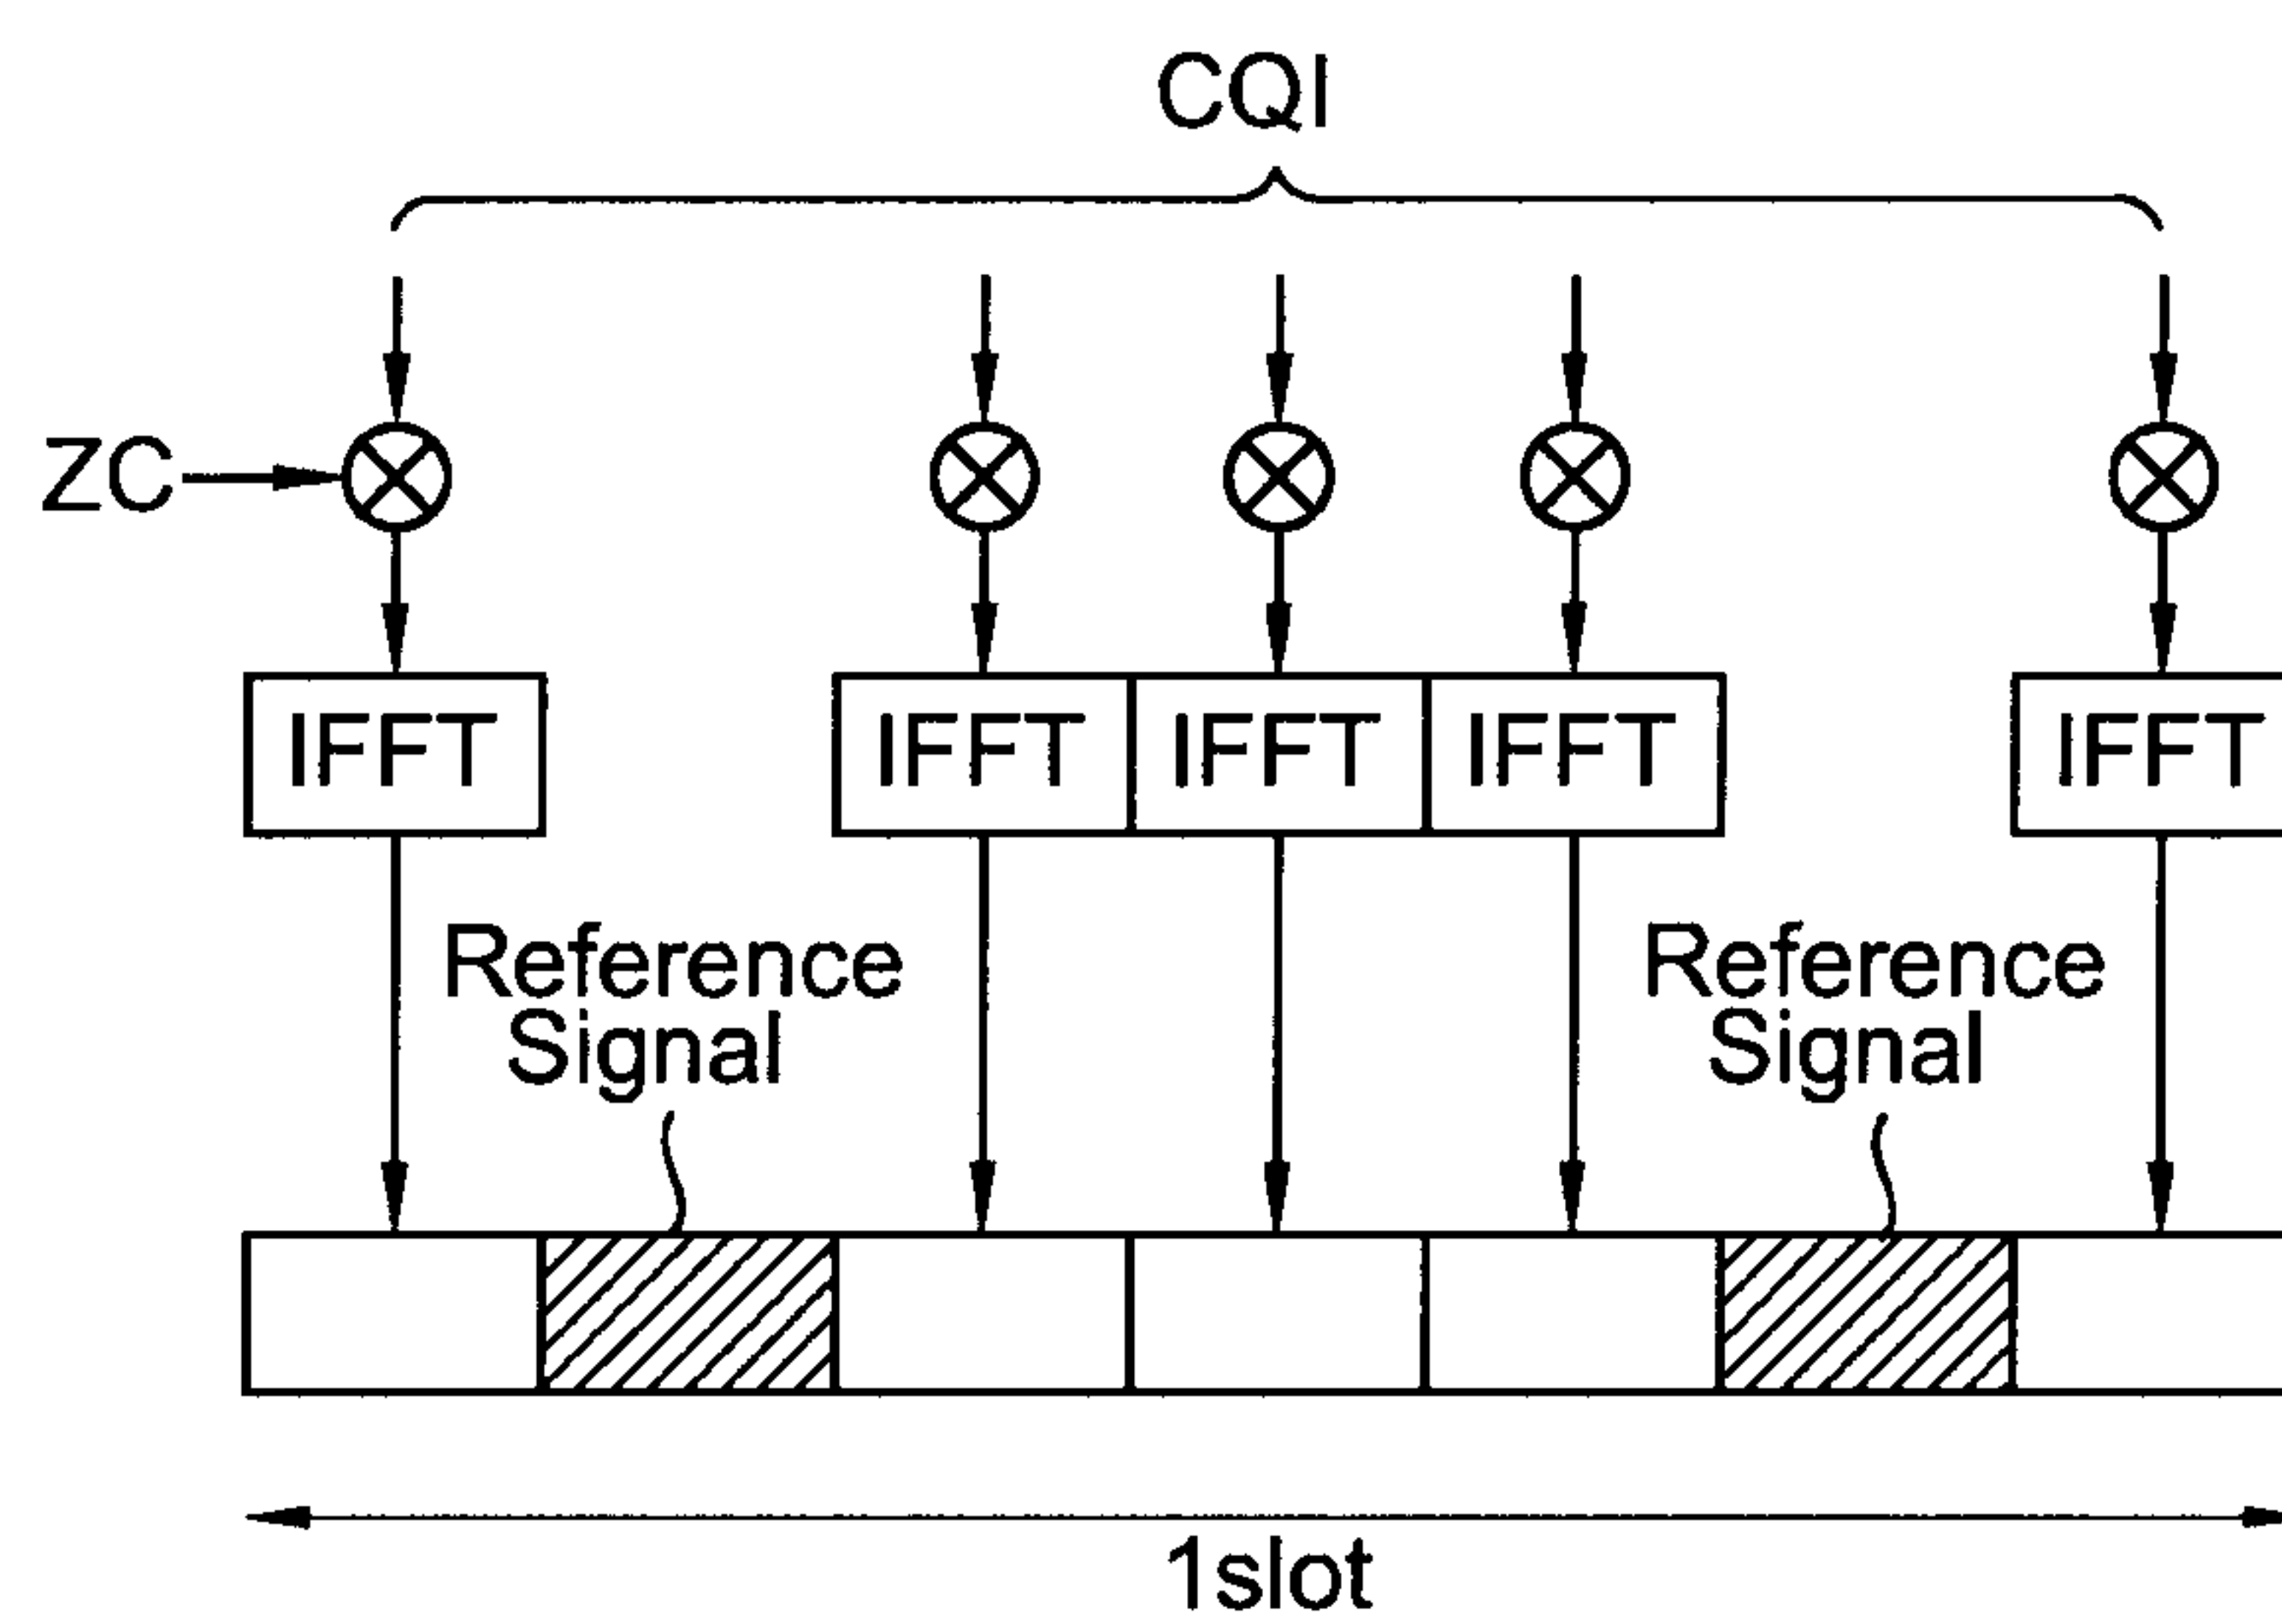 CQI
ZC
IFFT
IFFT
IFFT
IFFT
IFFT
Reference
Signal
Reference
Signal
1slot